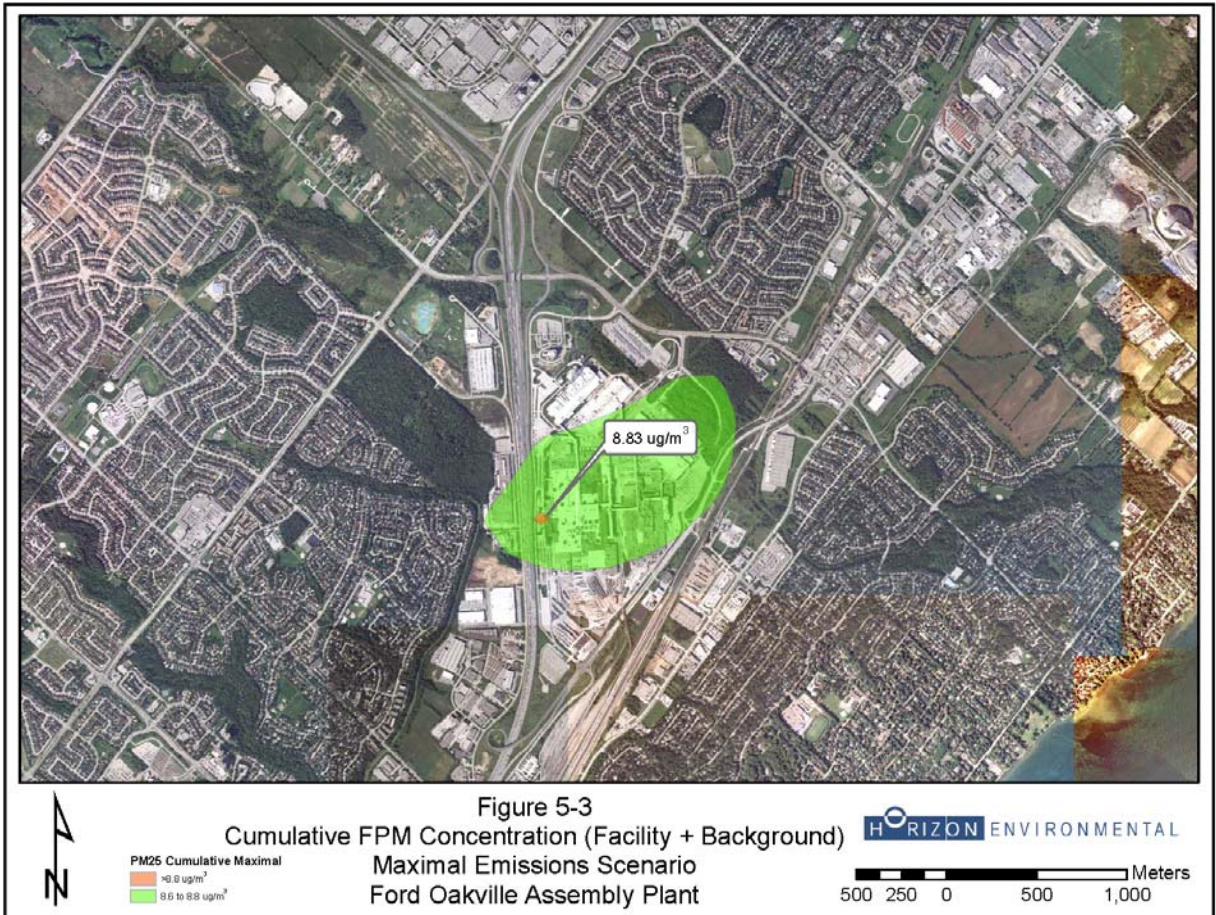 8.83 ug/m³
N
Figure 5-3
Cumulative FPM Concentration (Facility + Background)
Maximal Emissions Scenario
Ford Oakville Assembly Plant
PM25 Cumulative Maximal
>8.8 ug/m³
8.6 to 8.8 ug/m³
HORIZON ENVIRONMENTAL
Meters
500 250 0 500 1,000